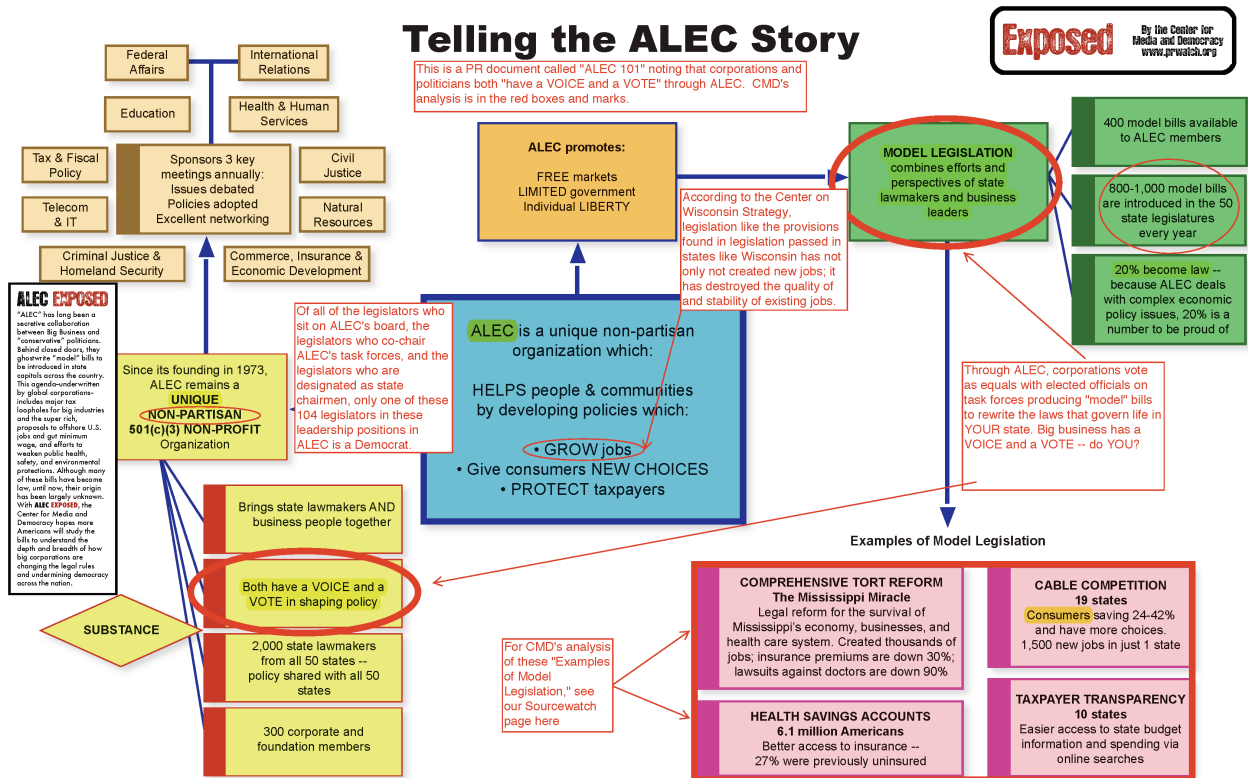 Telling the ALEC Story
Exposed
By the Center for
Media and Democracy
www.prwatch.org
This is a PR document called "ALEC 101" noting that corporations and
politicians both "have a VOICE and a VOTE" through ALEC. CMD's
analysis is in the red boxes and marks.
Federal
Affairs
International
Relations
Education
Health & Human
Services
Tax & Fiscal
Policy
Sponsors 3 key
meetings annually:
Issues debated
Policies adopted
Excellent networking
Civil
Justice
Telecom
& IT
Natural
Resources
Criminal Justice &
Homeland Security
Commerce, Insurance &
Economic Development
ALEC promotes:
FREE markets
LIMITED government
Individual LIBERTY
MODEL LEGISLATION
combines efforts and
perspectives of state
lawmakers and business
leaders
400 model bills available
to ALEC members
800-1,000 model bills
are introduced in the 50
state legislatures
every year
20% become law --
because ALEC deals
with complex economic
policy issues, 20% is a
number to be proud of
According to the Center on
Wisconsin Strategy,
legislation like the provisions
found in legislation passed in
states like Wisconsin has not
only not created new jobs; it
has destroyed the quality of
and stability of existing jobs.
ALEC EXPOSED
"ALEC" has long been a
secretive collaboration
between Big Business and
"conservative" politicians.
Behind closed doors, they
ghostwrite "model" bills to
be introduced in state
capitols across the country.
This agenda-underwritten
by global corporations-
includes major tax
loopholes for big industries
and the super rich,
proposals to offshore U.S.
jobs and gut minimum
wage, and efforts to
weaken public health,
safety, and environmental
protections. Although many
of these bills have become
law, until now, their origin
has been largely unknown.
With ALEC EXPOSED, the
Center for Media and
Democracy hopes more
Americans will study the
bills to understand the
depth and breadth of how
big corporations are
changing the legal rules
and undermining democracy
across the nation.
Since its founding in 1973,
ALEC remains a
UNIQUE
NON-PARTISAN
501(c)(3) NON-PROFIT
Organization
Of all of the legislators who
sit on ALEC's board, the
legislators who co-chair
ALEC's task forces, and the
legislators who are
designated as state
chairmen, only one of these
104 legislators in these
leadership positions in
ALEC is a Democrat.
ALEC is a unique non-partisan
organization which:
HELPS people & communities
by developing policies which:
• GROW jobs
• Give consumers NEW CHOICES
• PROTECT taxpayers
Through ALEC, corporations vote
as equals with elected officials on
task forces producing "model" bills
to rewrite the laws that govern life in
YOUR state. Big business has a
VOICE and a VOTE -- do YOU?
Brings state lawmakers AND
business people together
Both have a VOICE and a
VOTE in shaping policy
SUBSTANCE
2,000 state lawmakers
from all 50 states --
policy shared with all 50
states
300 corporate and
foundation members
Examples of Model Legislation
For CMD's analysis
of these "Examples
of Model
Legislation," see
our Sourcewatch
page here
COMPREHENSIVE TORT REFORM
The Mississippi Miracle
Legal reform for the survival of
Mississippi's economy, businesses, and
health care system. Created thousands of
jobs; insurance premiums are down 30%;
lawsuits against doctors are down 90%
CABLE COMPETITION
19 states
Consumers saving 24-42%
and have more choices.
1,500 new jobs in just 1 state
HEALTH SAVINGS ACCOUNTS
6.1 million Americans
Better access to insurance --
27% were previously uninsured
TAXPAYER TRANSPARENCY
10 states
Easier access to state budget
information and spending via
online searches